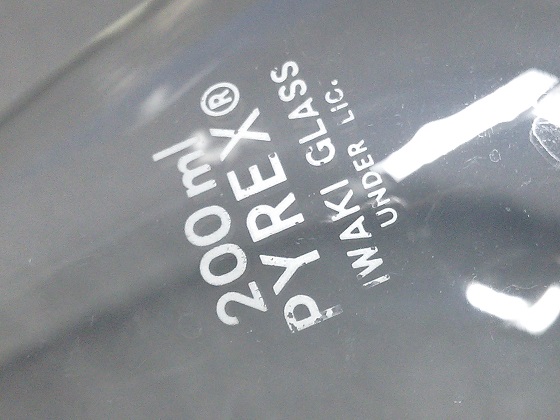 200ml
PYREX®
IWAKI GLASS
UNDER LIC.